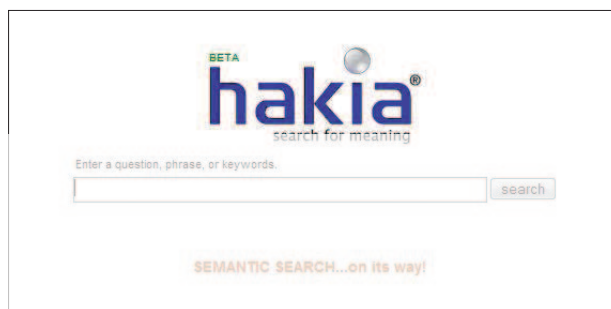 BETA
hakia®
search for meaning
Enter a question, phrase, or keywords.
search
SEMANTIC SEARCH...on its way!